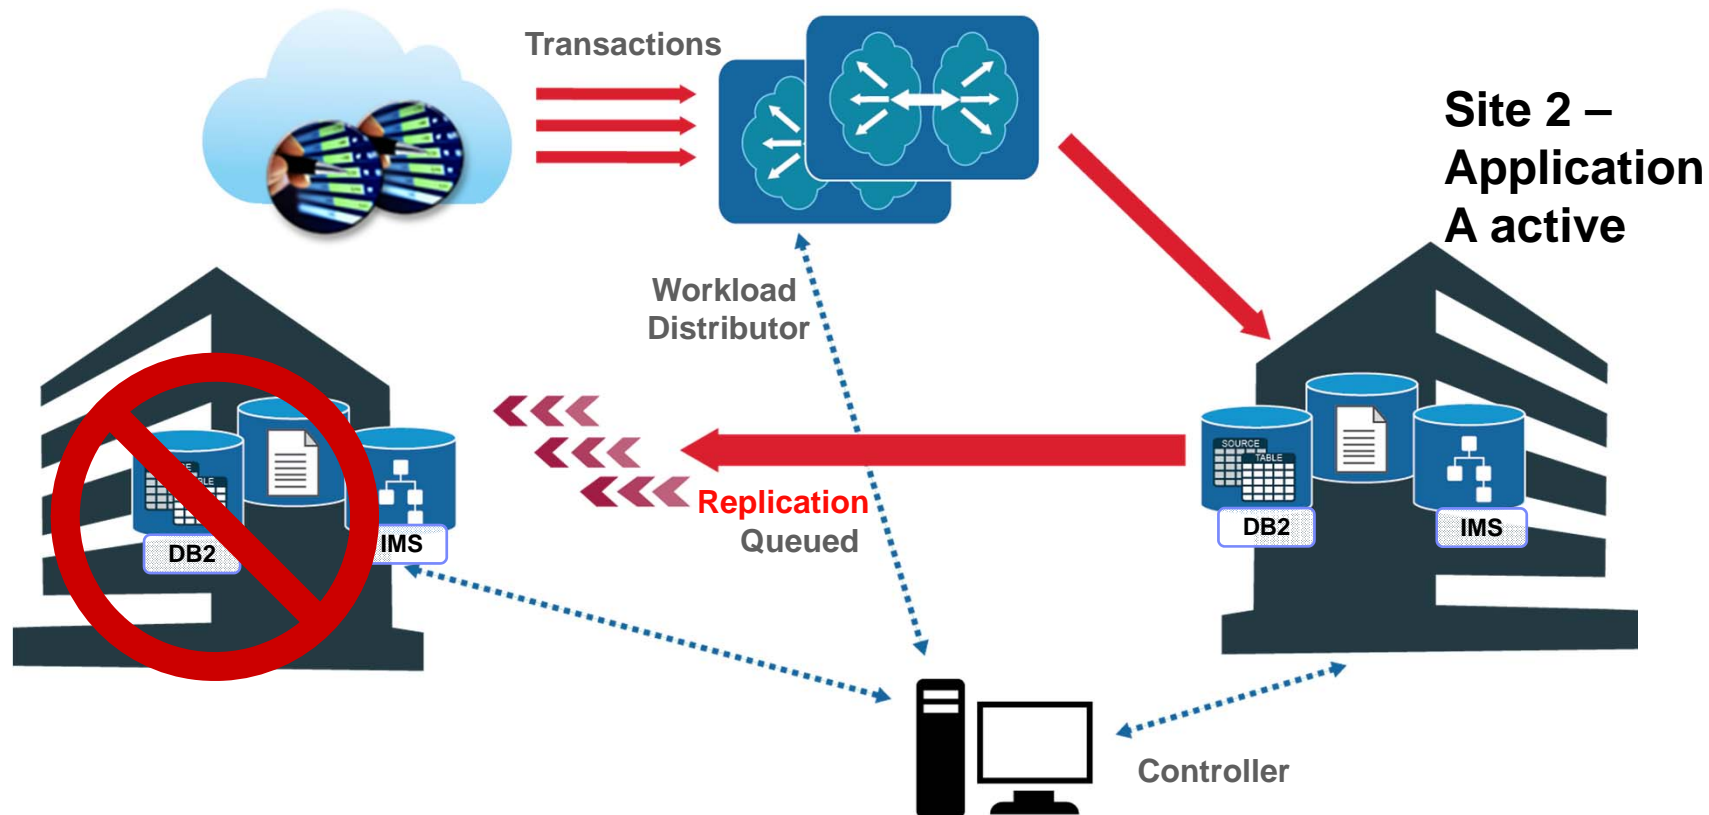 Transactions
Site 2 –
Application
A active
Workload
Distributor
SOURCE
TABLE
DB2
IMS
Replication
Queued
DB2
IMS
Controller